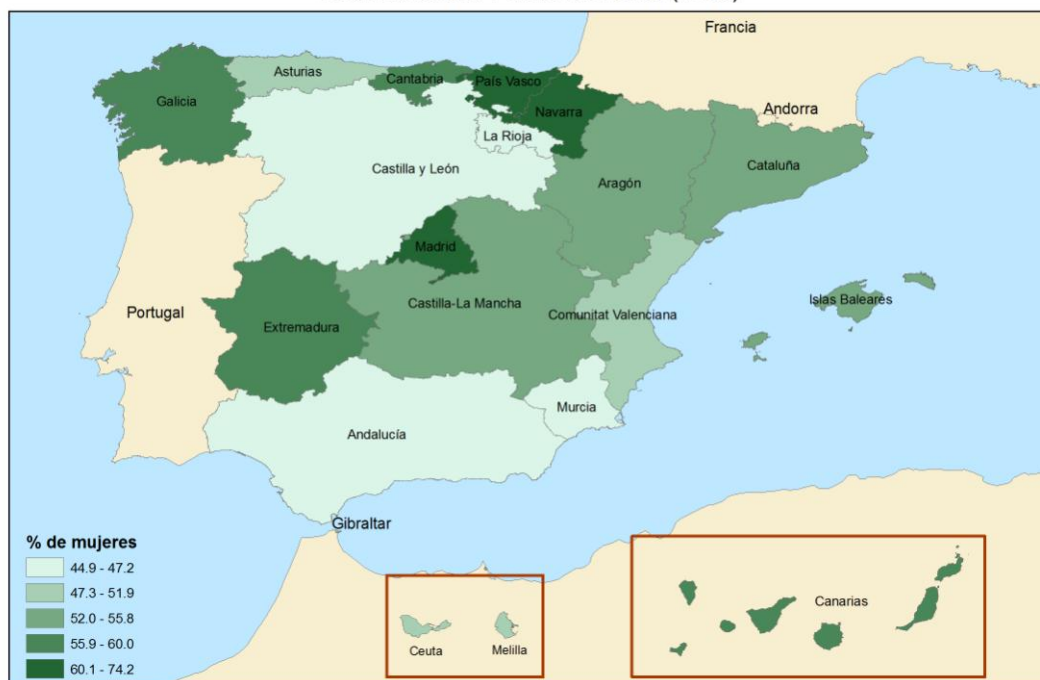 Francia
Asturias
Cantabria
País Vasco
Galicia
Navarra
Andorra
La Rioja
Castilla y León
Cataluña
Aragón
Madrid
Islas Baleares
Castilla-La Mancha
Portugal
Comunitat Valenciana
Extremadura
Murcia
Andalucía
Gibraltar
% de mujeres
44.9 - 47.2
47.3 - 51.9
52.0 - 55.8
55.9 - 60.0
60.1 - 74.2
Ceuta
Melilla
Canarias